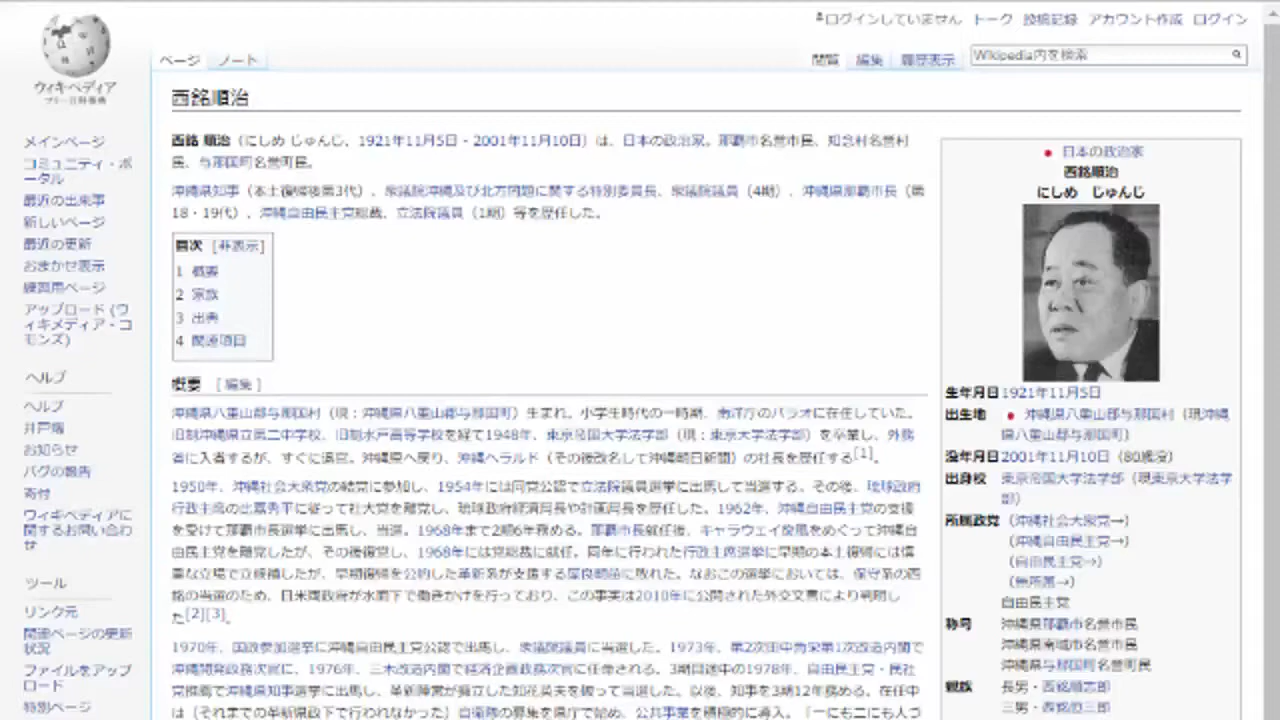 ログインしていません トーク 投稿記録 アカウント作成 ログイン
ウィキペディア
フリー百科事典
ページ ノート
閲覧 編集 履歴表示
Wikipedia内を検索
西銘順治
メインページ
コミュニティ・ポ
ータル
最近の出来事
新しいページ
最近の更新
おまかせ表示
練習用ページ
アップロード (ウ
ィキメディア・コ
モンズ)
ヘルプ
ヘルプ
井戸端
お知らせ
バグの報告
寄付
ウィキペディアに
関するお問い合わ
せ
ツール
リンク元
関連ページの更新
状況
ファイルをアップ
ロード
特別ページ
西銘 順治（にしめ じゅんじ、1921年11月5日 - 2001年11月10日）は、日本の政治家。那覇市名誉市民、知念村名誉村
民、与那国町名誉町民。
沖縄県知事（本土復帰後第3代）、衆議院沖縄及び北方問題に関する特別委員長、衆議院議員（4期）、沖縄県那覇市長（第
18・19代）、沖縄自由民主党総裁、立法院議員（1期）等を歴任した。
目次 [非表示]
1 概要
2 家族
3 出典
4 関連項目
概要 [編集]
沖縄県八重山郡与那国村（現：沖縄県八重山郡与那国町）生まれ。小学生時代の一時期、南洋庁のパラオに在住していた。
旧制沖縄県立第二中学校、旧制水戸高等学校を経て1948年、東京帝国大学法学部（現：東京大学法学部）を卒業し、外務
省に入省するが、すぐに退官。沖縄県へ戻り、沖縄ヘラルド（その後改名して沖縄朝日新聞）の社長を歴任する[1]。
1950年、沖縄社会大衆党の結党に参加し、1954年には同党公認で立法院議員選挙に出馬して当選する。その後、琉球政府
行政主席の比嘉秀平に従って社大党を離党し、琉球政府経済局長や計画局長を歴任した。1962年、沖縄自由民主党の支援
を受けて那覇市長選挙に出馬し、当選。1968年まで2期6年務める。那覇市長就任後、キャラウェイ旋風をめぐって沖縄自
由民主党を離党したが、その後復党し、1968年には党総裁に就任。同年に行われた行政主席選挙に早期の本土復帰には慎
重な立場で立候補したが、早期復帰を公約した革新系が支援する屋良朝苗に敗れた。なおこの選挙においては、保守系の西
銘の当選のため、日米両政府が水面下で働きかけを行っており、この事実は2010年に公開された外交文書により判明し
た[2][3]。
1970年、国政参加選挙に沖縄自由民主党公認で出馬し、衆議院議員に当選した。1973年、第2次田中角栄第1次改造内閣で
沖縄開発政務次官に、1976年、三木改造内閣で経済企画政務次官に任命される。3期目途中の1978年、自由民主党・民社
党推薦で沖縄県知事選挙に出馬し、革新陣営が擁立した知花英夫を破って当選した。以後、知事を3期12年務める。在任中
は（それまでの革新県政下で行わなかった）自衛隊の募集を県庁で始め、公共事業を積極的に導入。「一にも二にも人づ
日本の政治家
西銘順治
にしめ じゅんじ
生年月日 1921年11月5日
出生地 沖縄県八重山郡与那国村（現沖縄
県八重山郡与那国町）
没年月日 2001年11月10日（80歳没）
出身校 東京帝国大学法学部（現東京大学法学
部）
所属政党 （沖縄社会大衆党→）
（沖縄自由民主党→）
（自由民主党→）
（無所属→）
自由民主党
称号 沖縄県那覇市名誉市民
沖縄県南城市名誉市民
沖縄県与那国町名誉町民
親族 長男・西銘順志郎
三男・西銘恒三郎